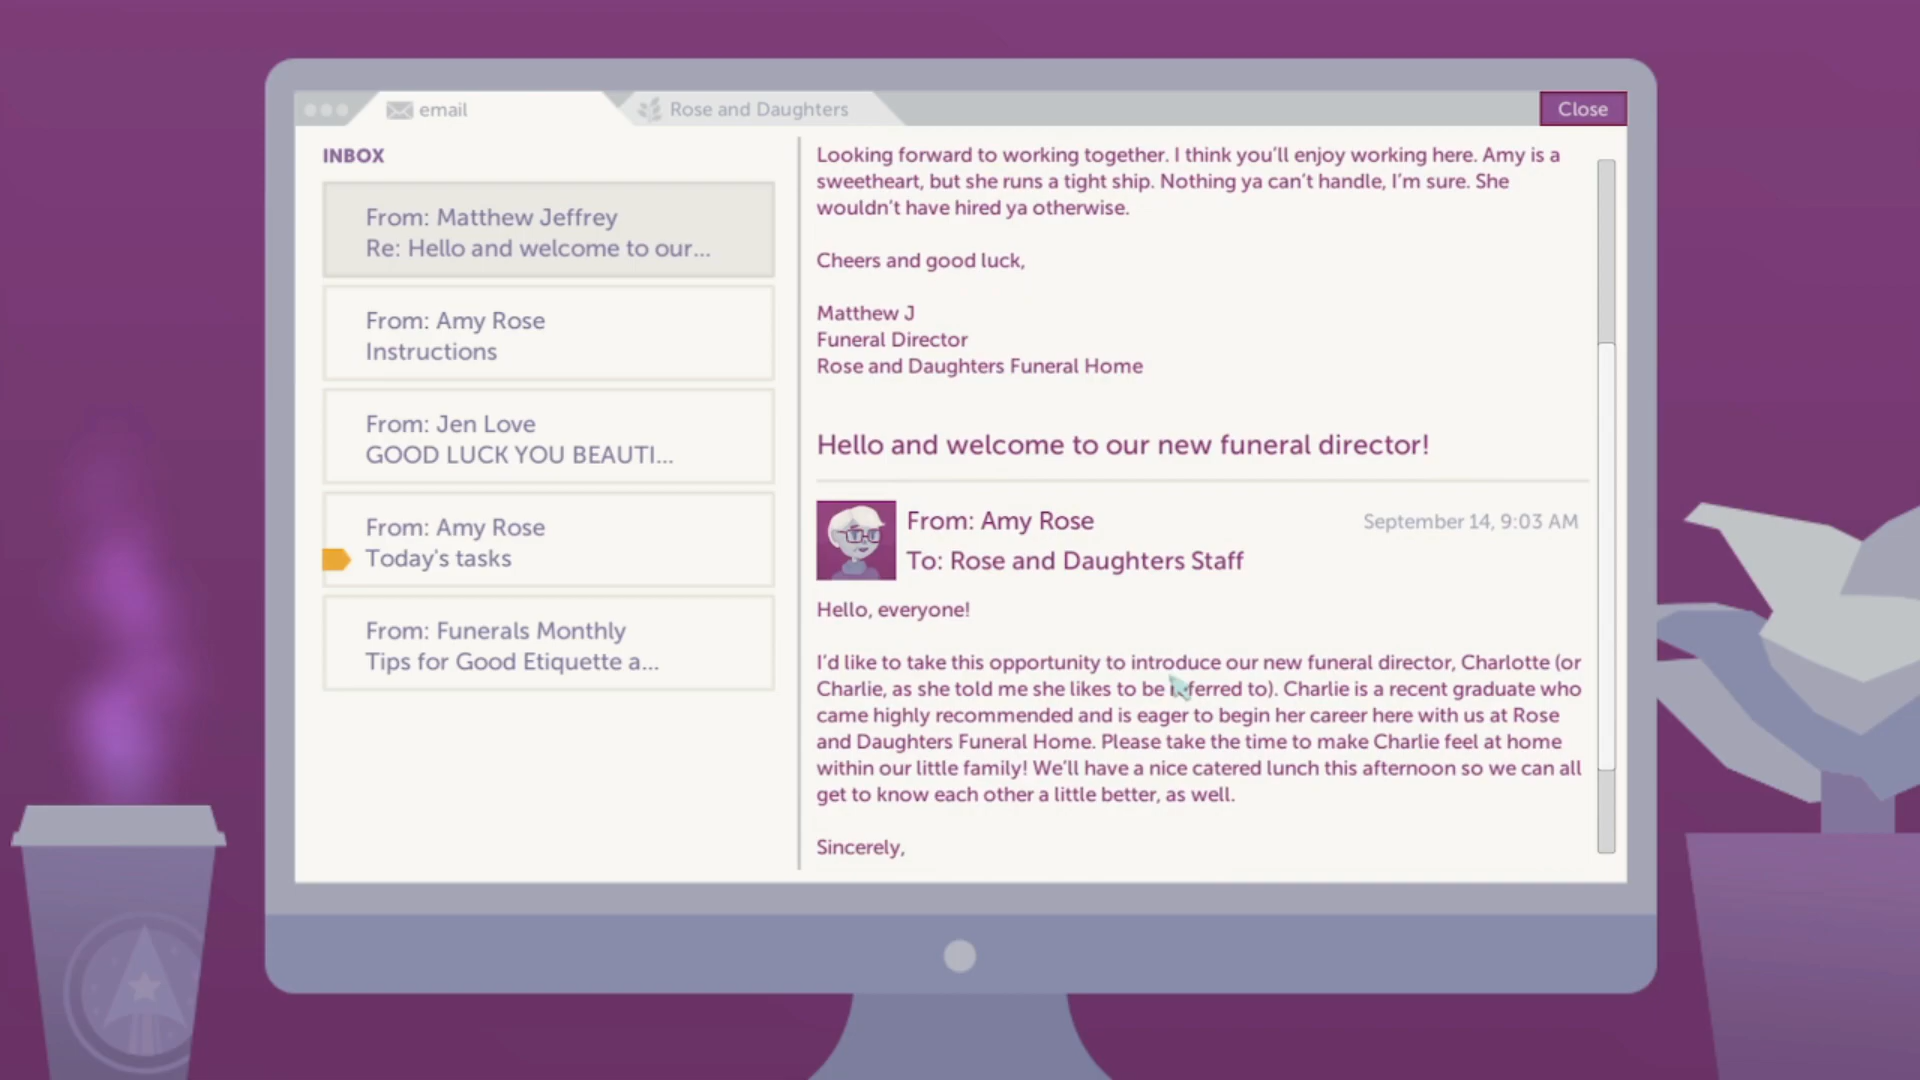 email
Rose and Daughters
Close
INBOX
From: Matthew Jeffrey
Re: Hello and welcome to our...
From: Amy Rose
Instructions
From: Jen Love
GOOD LUCK YOU BEAUTI...
From: Amy Rose
Today's tasks
From: Funerals Monthly
Tips for Good Etiquette a...
Looking forward to working together. I think you'll enjoy working here. Amy is a
sweetheart, but she runs a tight ship. Nothing ya can't handle, I'm sure. She
wouldn't have hired ya otherwise.
Cheers and good luck,
Matthew J
Funeral Director
Rose and Daughters Funeral Home
Hello and welcome to our new funeral director!
From: Amy Rose
September 14, 9:03 AM
To: Rose and Daughters Staff
Hello, everyone!
I'd like to take this opportunity to introduce our new funeral director, Charlotte (or
Charlie, as she told me she likes to be referred to). Charlie is a recent graduate who
came highly recommended and is eager to begin her career here with us at Rose
and Daughters Funeral Home. Please take the time to make Charlie feel at home
within our little family! We'll have a nice catered lunch this afternoon so we can all
get to know each other a little better, as well.
Sincerely,